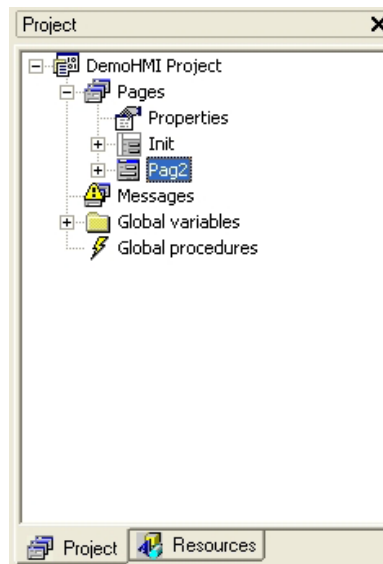 Project
DemoHMI Project
Pages
Properties
Init
Pag2
Messages
Global variables
Global procedures
Project Resources